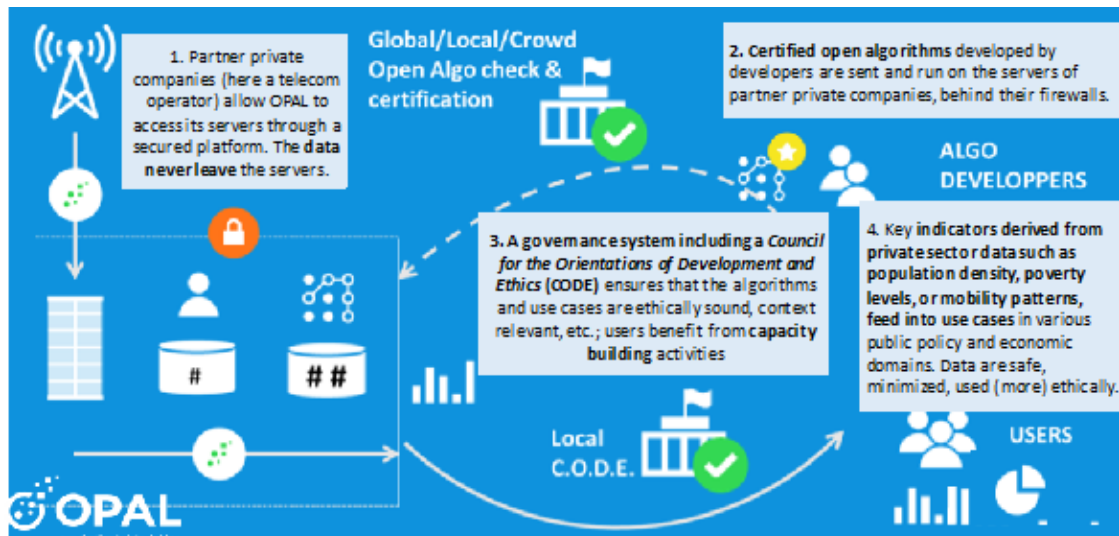 1. Partner private
companies (here a telecom
operator) allow OPAL to
access its servers through a
secured platform. The data
never leave the servers.
Global/Local/Crowd
Open Algo check &
certification
2. Certified open algorithms developed by
developers are sent and run on the servers of
partner private companies, behind their firewalls.
ALGO
DEVELOPPERS
3. A governance system including a Council
for the Orientations of Development and
Ethics (CODE) ensures that the algorithms
and use cases are ethically sound, context
relevant, etc.; users benefit from capacity
building activities
4. Key indicators derived from
private sector data such as
population density, poverty
levels, or mobility patterns,
feed into use cases in various
public policy and economic
domains. Data are safe,
minimized, used (more) ethically.
#
##
Local
C.O.D.E.
USERS
OPAL